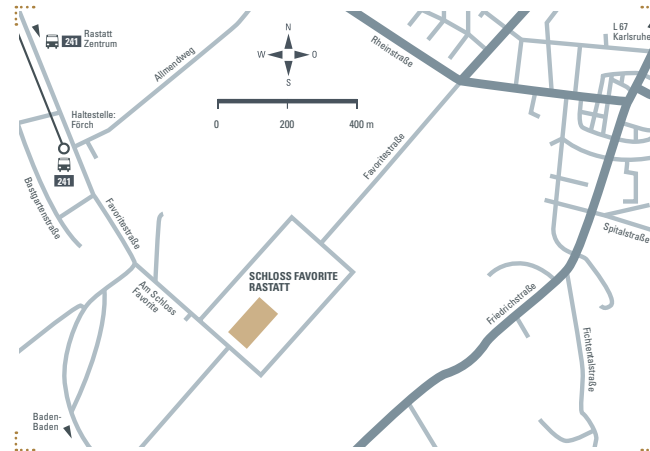 241
Rastatt
Zentrum
Allmendweg
N
W
O
S
Rheinstraße
L 67
Karlsruhe
0
200
400 m
Haltestelle:
Förch
241
Bastgartenstraße
Favoritestraße
Favoritestraße
Am Schloss
Favorite
SCHLOSS FAVORITE
RASTATT
Spitalstraße
Friedrichstraße
Fichtentalstraße
Baden-
Baden